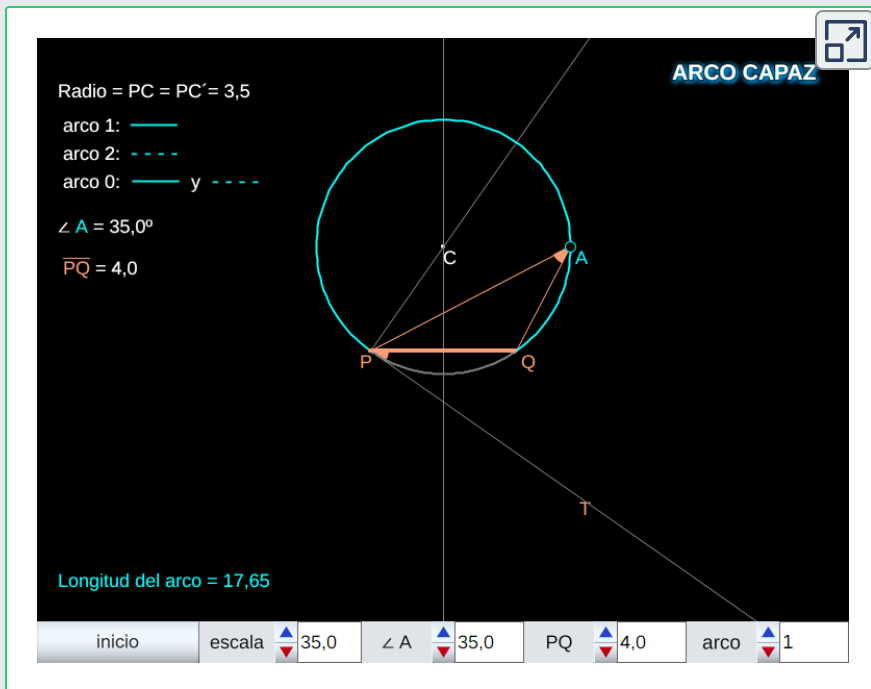 ARCO CAPAZ
Radio = PC = PC´= 3,5
arco 1:
arco 2:
arco 0: y
∠ A = 35,0º
PQ = 4,0
C
A
P
Q
T
Longitud del arco = 17,65
inicio escala 35,0 ∠ A 35,0 PQ 4,0 arco 1